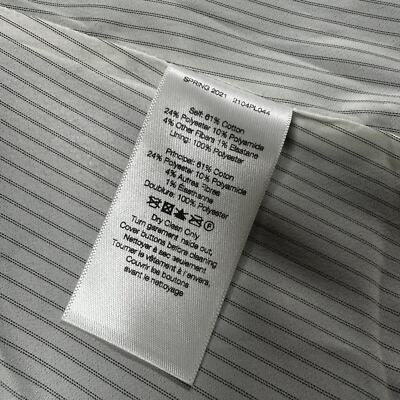 SPRING 2021 2104PL044
Self: 61% Cotton
24% Polyester 10% Polyamide
4% Other Fibers 1% Elastane
Lining: 100% Polyester
Principal: 61% Coton
24% Polyester 10% Polyamide
4% Autres Fibres
1% Elasthanne
Doublure: 100% Polyester
Dry Clean Only
Turn garement inside out,
Cover buttons before cleaning
Nettoyer à sec seulement
Tourner le vêtement à l'envers,
Couvrir les boutons
avant le nettoyage